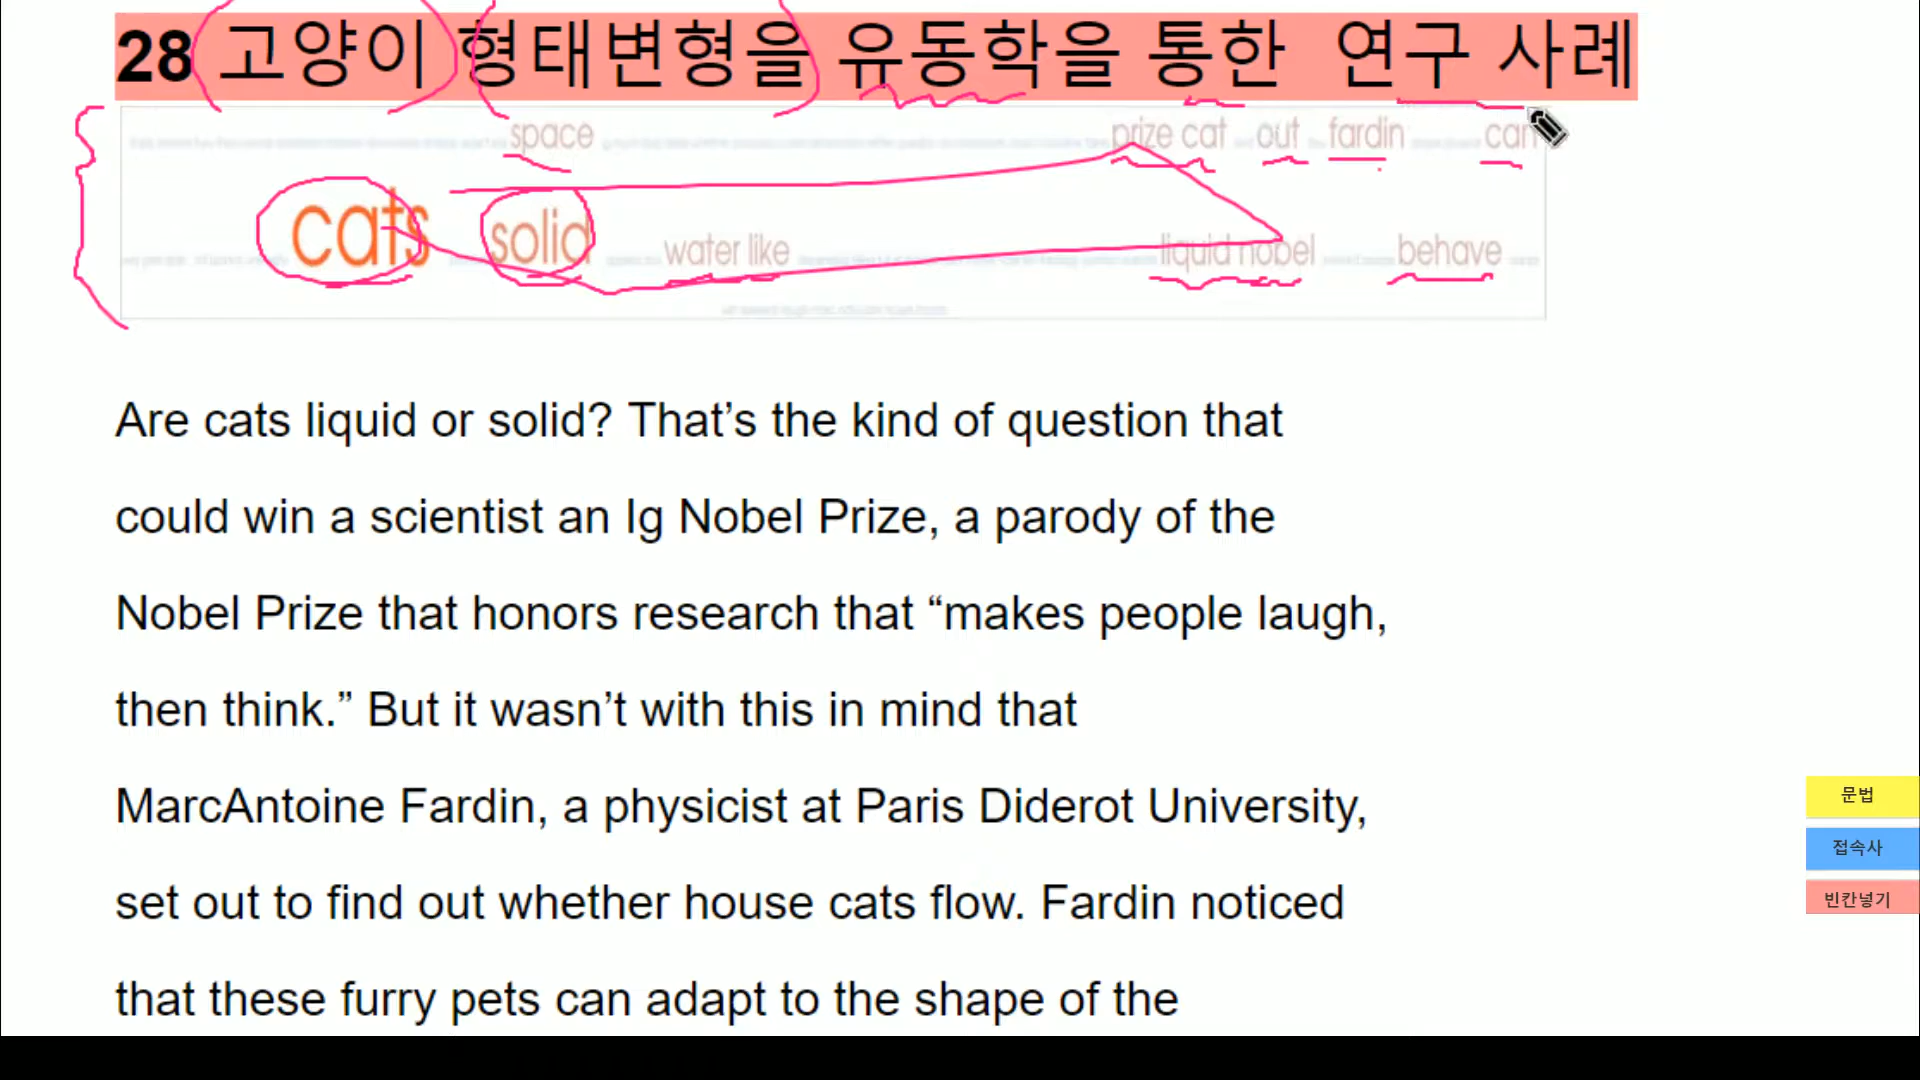 28 고양이 형태변형을 유동학을 통한 연구 사례
space prize cat out fardin can
cats solid water like liquid nobel behave
Are cats liquid or solid? That’s the kind of question that
could win a scientist an Ig Nobel Prize, a parody of the
Nobel Prize that honors research that “makes people laugh,
then think.” But it wasn’t with this in mind that
MarcAntoine Fardin, a physicist at Paris Diderot University,
set out to find out whether house cats flow. Fardin noticed
that these furry pets can adapt to the shape of the
문법
접속사
빈칸넣기